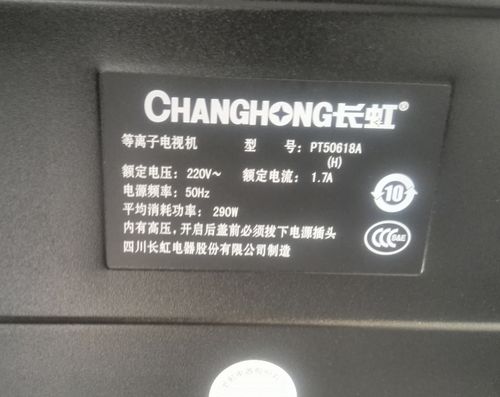 CHANGHONG长虹®
等离子电视机 型 号：PT50618A
(H)
额定电压：220V～ 额定电流：1.7A
电源频率：50Hz
平均消耗功率：290W
内有高压，开启后盖前必须拔下电源插头
四川长虹电器股份有限公司制造
10
CCC S&E